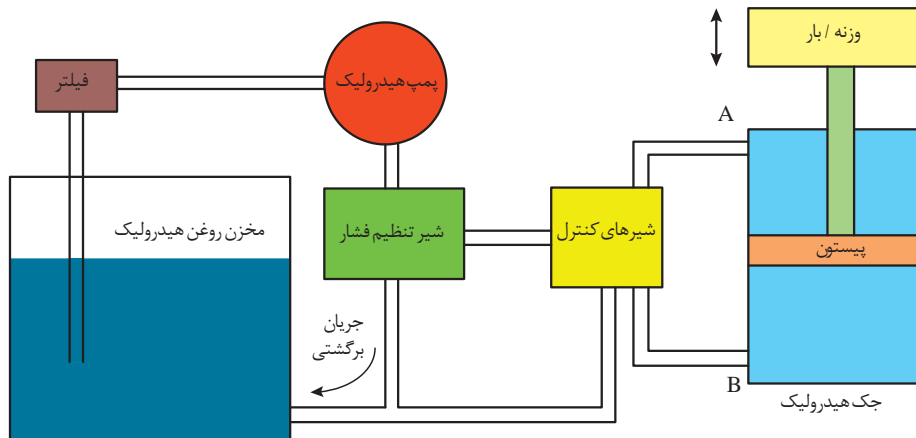 وزنه / بار
پمپ هیدرولیک
فیلتر
A
شیر تنظیم فشار
شیرهای کنترل
مخزن روغن هیدرولیک
پیستون
جریان
برگشتی
B
جک هیدرولیک